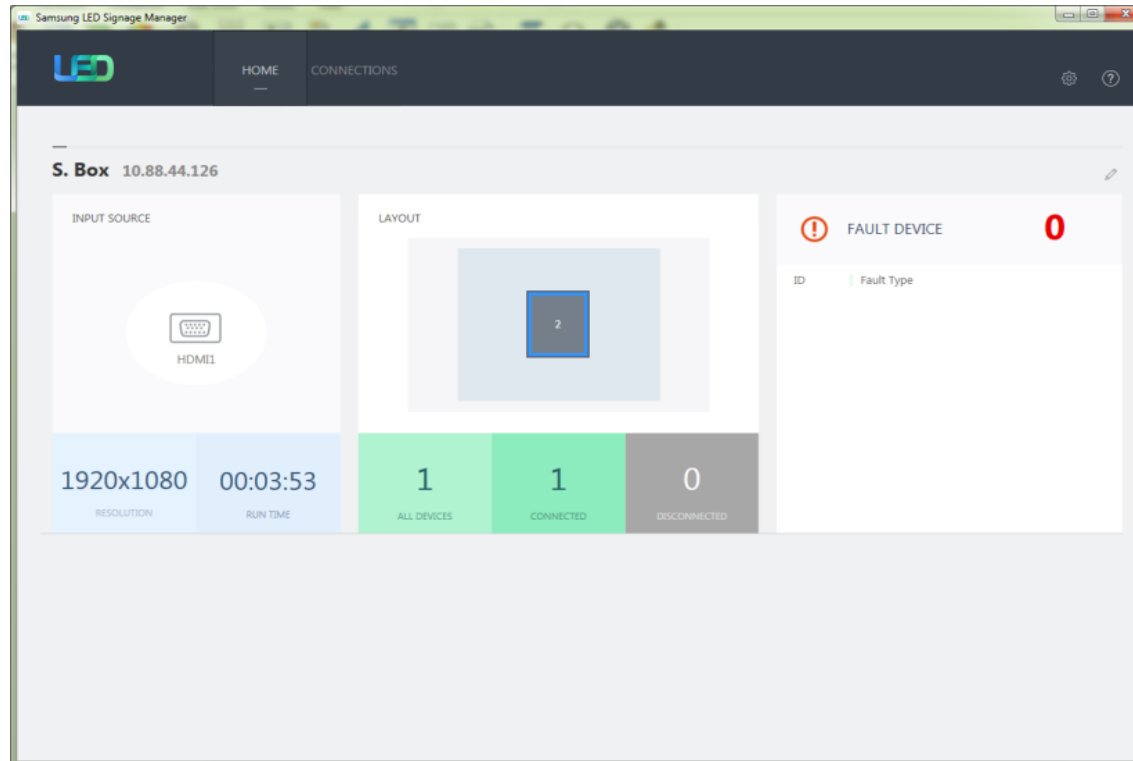 Samsung LED Signage Manager
LED
HOME
CONNECTIONS
S. Box 10.88.44.126
INPUT SOURCE
HDMI1
1920x1080
RESOLUTION
00:03:53
RUN TIME
LAYOUT
2
1
ALL DEVICES
1
CONNECTED
0
DISCONNECTED
FAULT DEVICE
0
ID
Fault Type